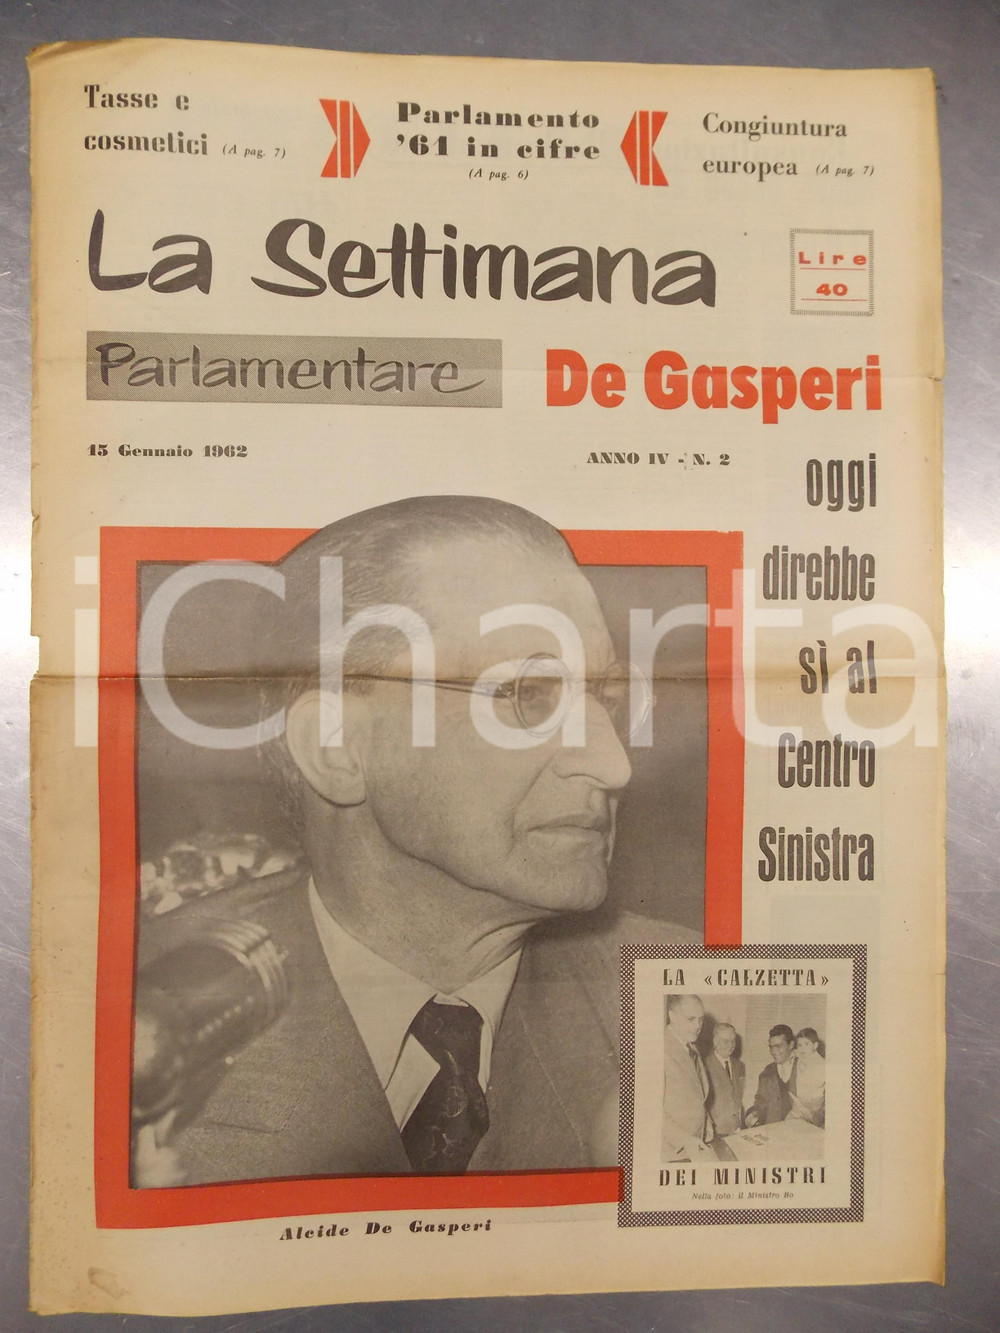 Tasse e
cosmetici (A pag. 7)
Parlamento
'61 in cifre
(A pag. 6)
Congiuntura
europea (A pag. 7)
La Settimana
Parlamentare
Lire
40
De Gasperi
oggi
direbbe
sì al
Centro
Sinistra
15 Gennaio 1962
ANNO IV - N. 2
iCharta
LA «CALZETTA»
DEI MINISTRI
Nella foto: il Ministro Bo
Alcide De Gasperi